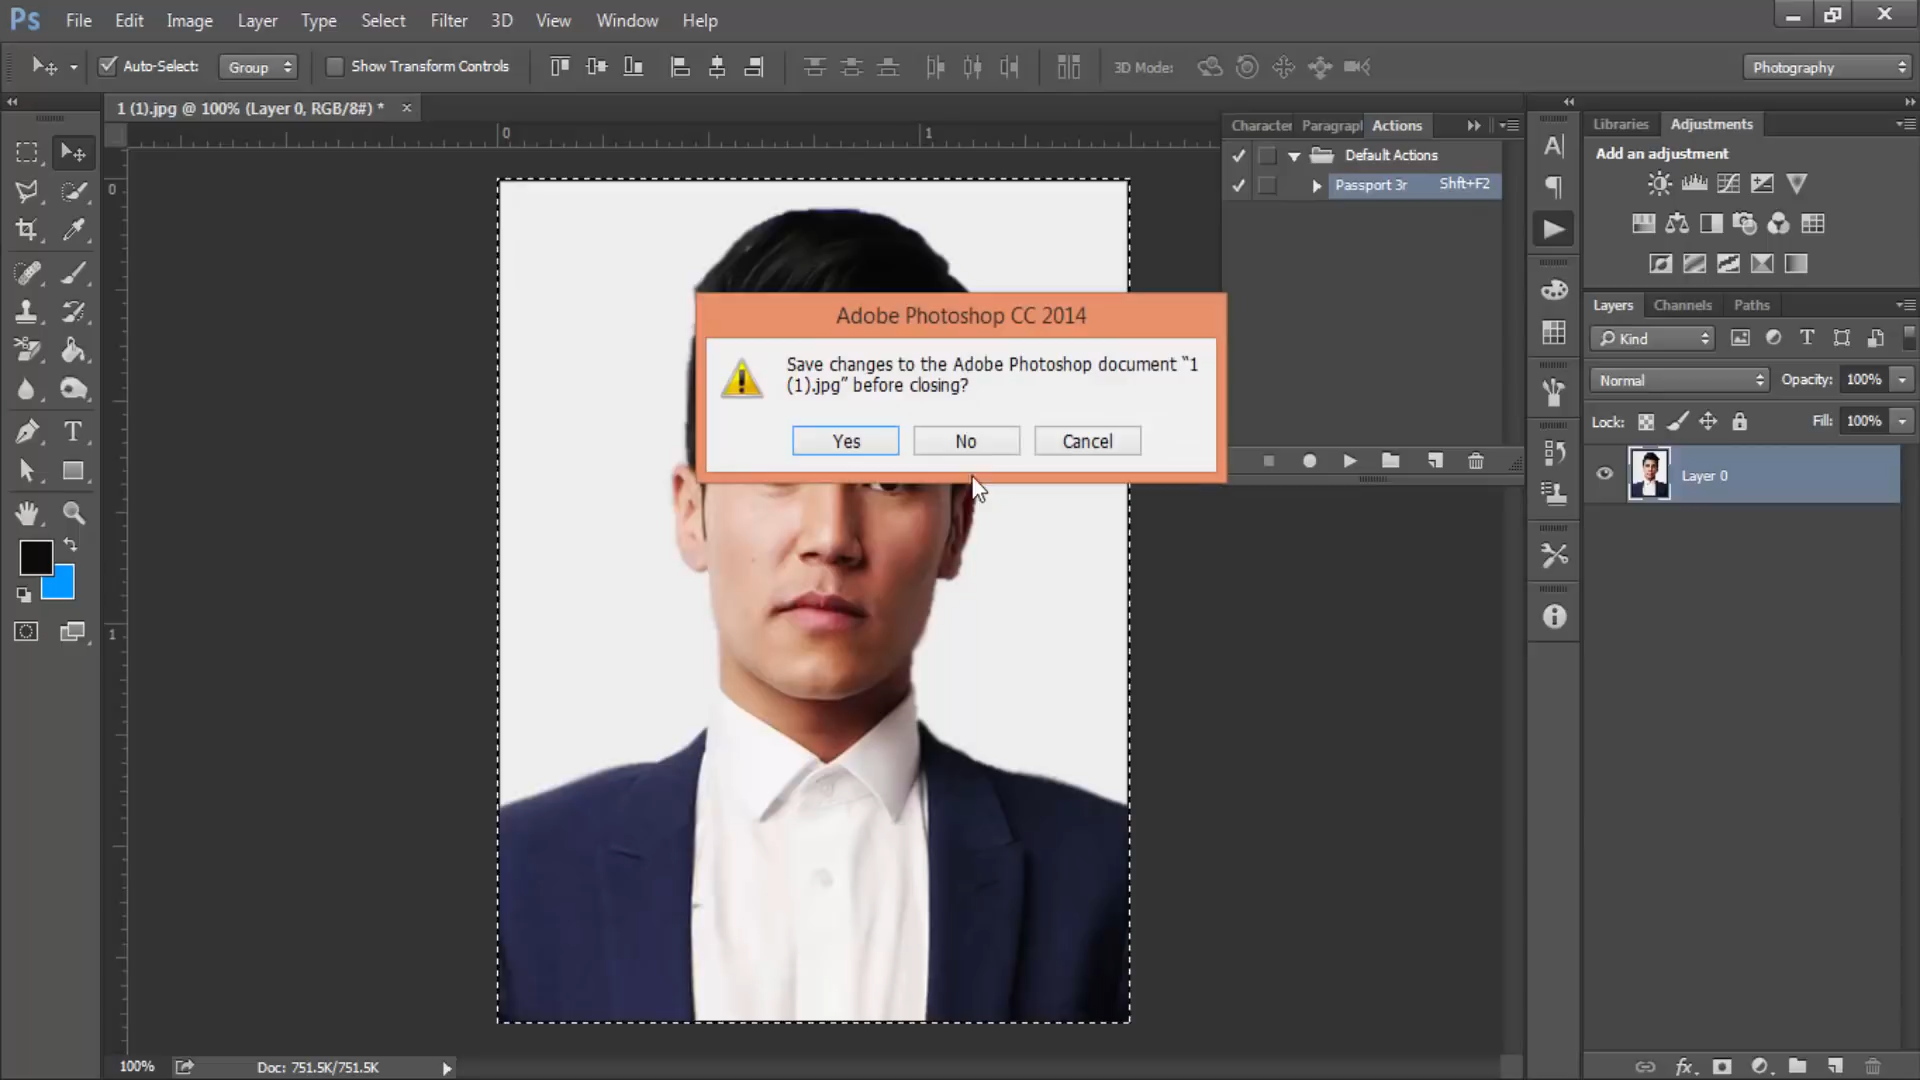 Ps File Edit Image Layer Type Select Filter 3D View Window Help
Auto-Select: Group Show Transform Controls 3D Mode: Photography
1 (1).jpg @ 100% (Layer 0, RGB/8#) * ×
0 1
0
1
Character Paragraph Actions
Default Actions
Passport 3r Shft+F2
Libraries Adjustments
Add an adjustment
Layers Channels Paths
Kind
Normal Opacity: 100%
Lock: Fill: 100%
Layer 0
Adobe Photoshop CC 2014
Save changes to the Adobe Photoshop document “1
(1).jpg” before closing?
Yes No Cancel
100% Doc: 751.5K/751.5K